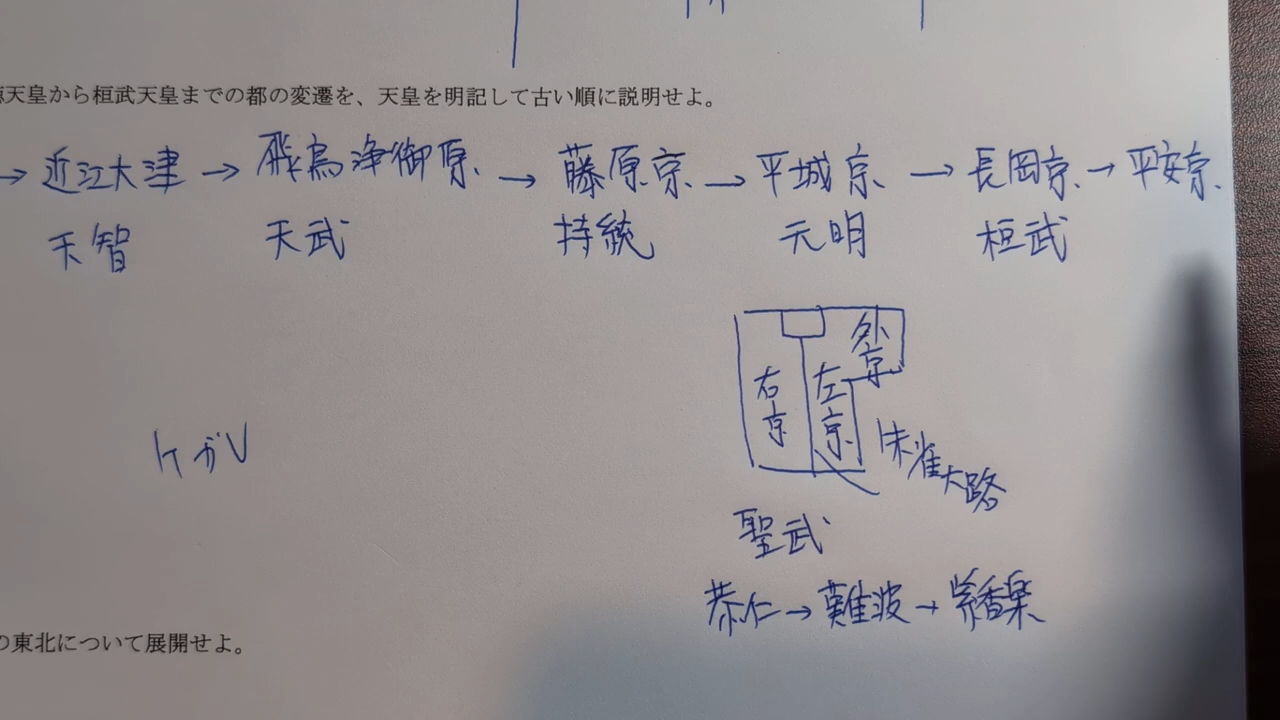 天皇から桓武天皇までの都の変遷を、天皇を明記して古い順に説明せよ。
→近江大津→飛鳥浄御原→藤原京→平城京→長岡京→平安京
天智 天武 持統 元明 桓武
外京
右京 左京
朱雀大路
ケガレ
聖武
恭仁→難波→紫香楽
の東北について展開せよ。